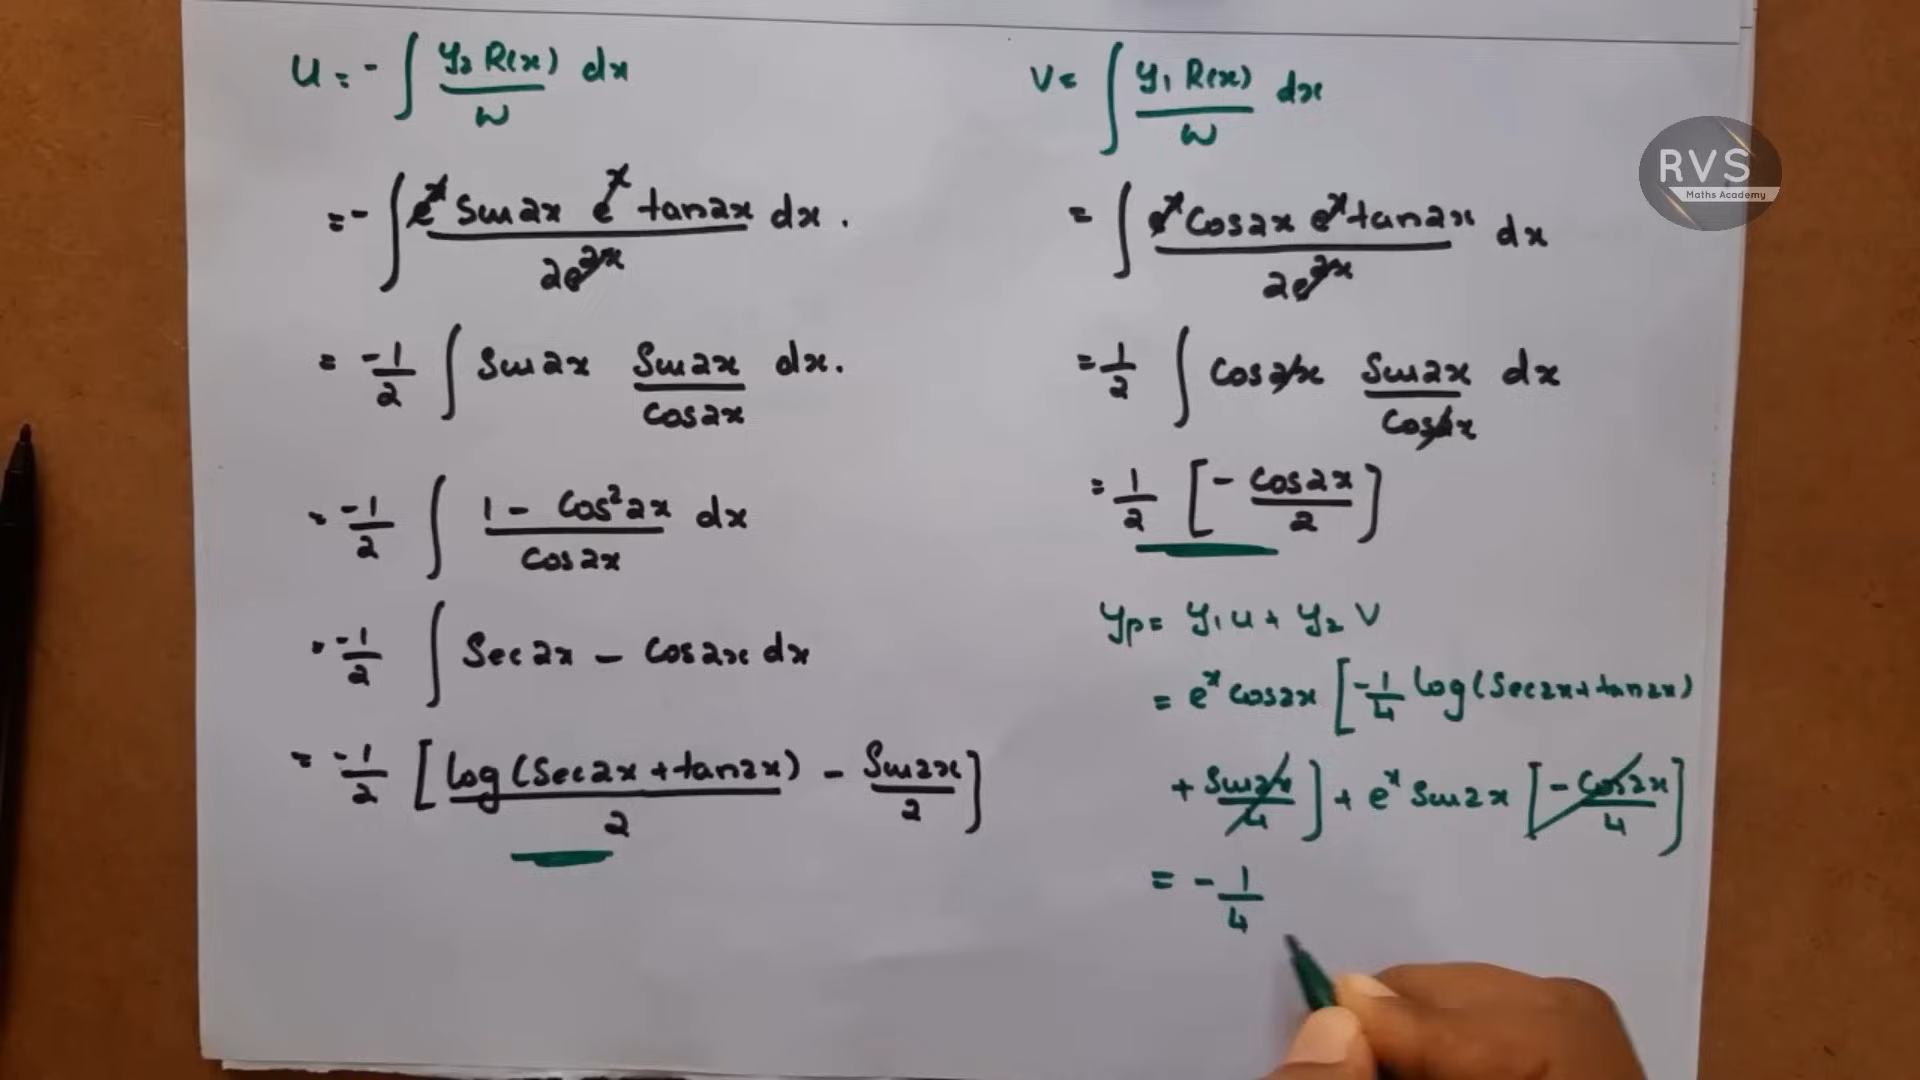 u = - ∫ y₂ R(x) / w dx
= - ∫ eˣ Sin2x eˣ tan2x / 2e²ˣ dx.
= -1/2 ∫ Sin2x Sin2x / Cos2x dx.
= -1/2 ∫ 1 - Cos²2x / Cos2x dx
= -1/2 ∫ Sec2x - Cos2x dx
= -1/2 [ log(Sec2x + tan2x) / 2 - Sin2x / 2 ]
V = ∫ y₁ R(x) / w dx
= ∫ eˣ Cos2x eˣ tan2x / 2e²ˣ dx
= 1/2 ∫ Cos2x Sin2x / Cos2x dx
= 1/2 [ - Cos2x / 2 ]
yp = y₁ u + y₂ V
= eˣ Cos2x [ -1/4 log(Sec2x + tan2x)
+ Sin2x / 4 ] + eˣ Sin2x [ - Cos2x / 4 ]
= - 1/4
RVS
Maths Academy